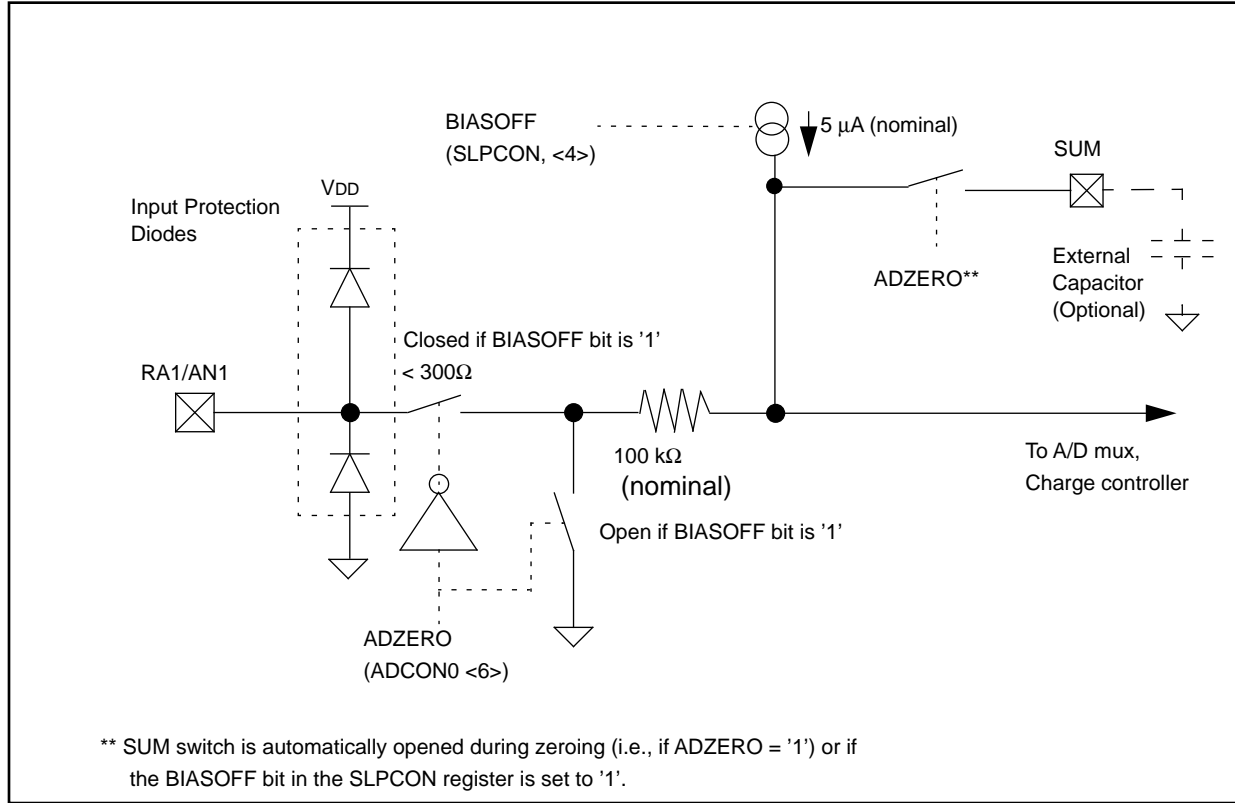 BIASOFF
(SLPCON, <4>)
5 µA (nominal)
SUM
VDD
Input Protection
Diodes
ADZERO**
External
Capacitor
(Optional)
Closed if BIASOFF bit is '1'
< 300Ω
RA1/AN1
100 kΩ
(nominal)
To A/D mux,
Charge controller
Open if BIASOFF bit is '1'
ADZERO
(ADCON0 <6>)
** SUM switch is automatically opened during zeroing (i.e., if ADZERO = '1') or if
the BIASOFF bit in the SLPCON register is set to '1'.